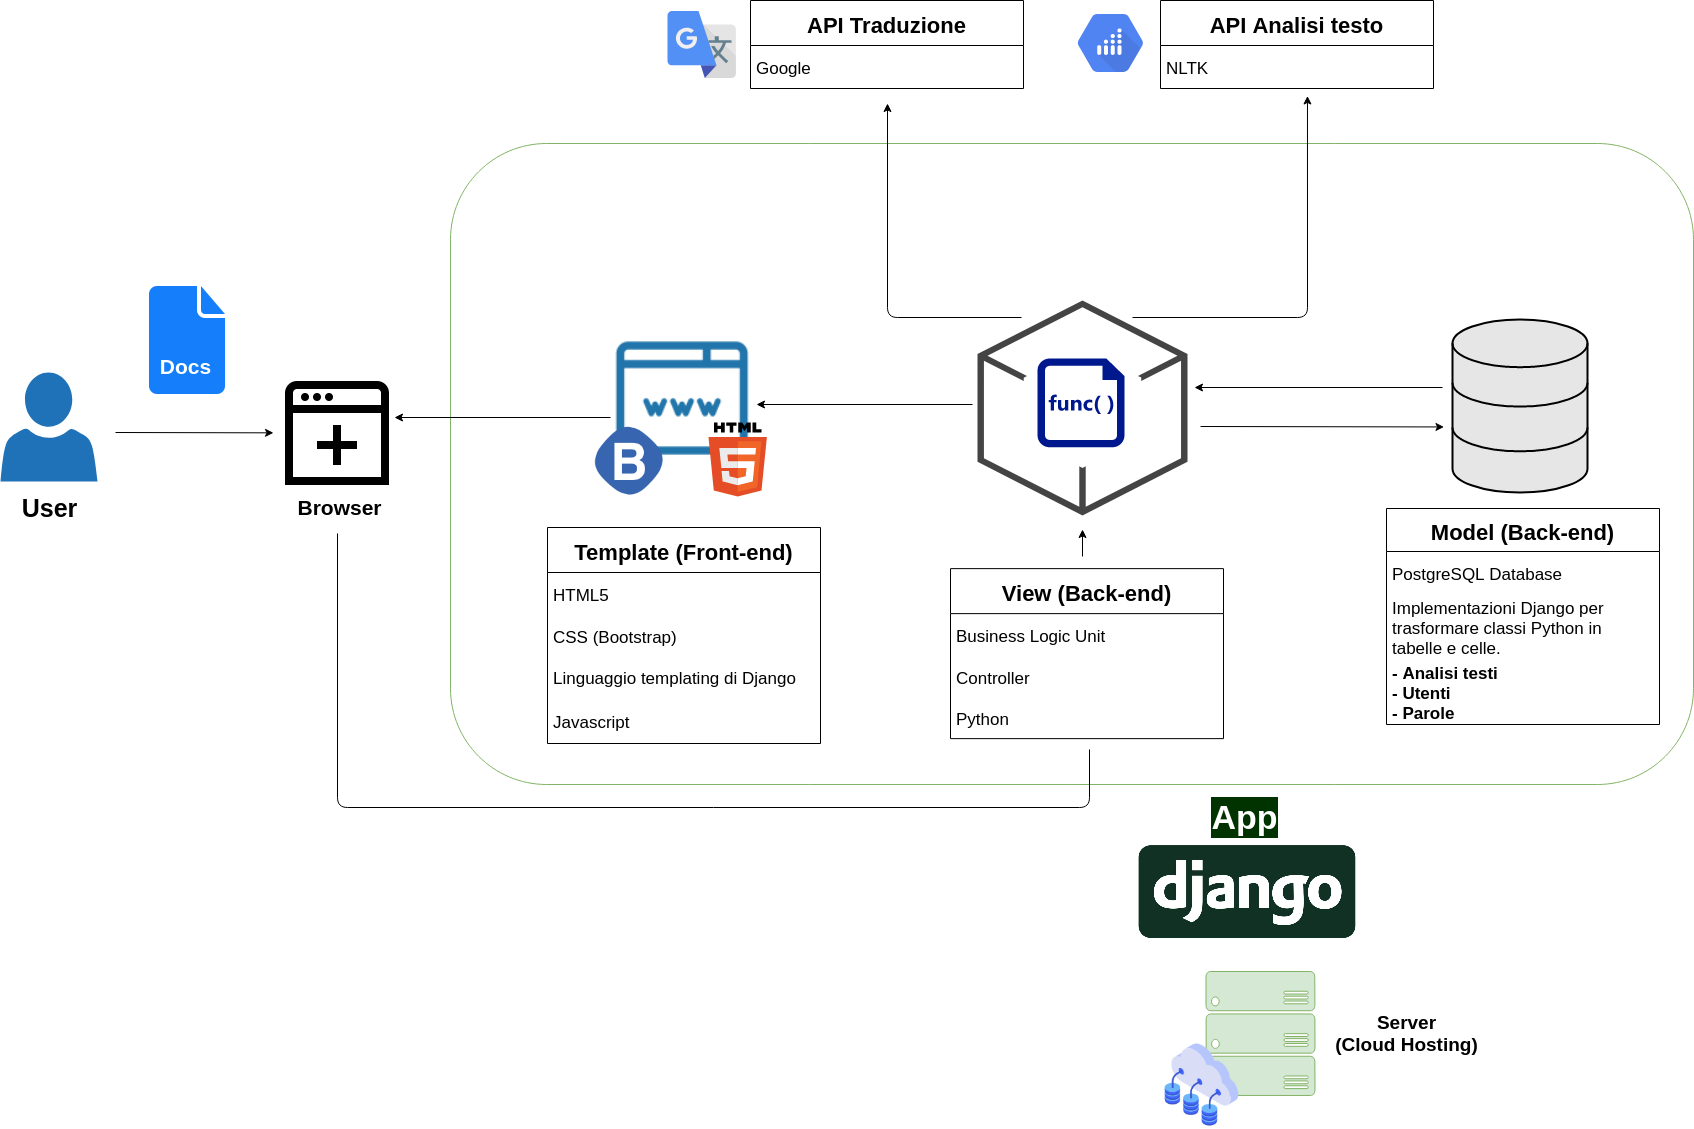 API Traduzione
Google
API Analisi testo
NLTK
Docs
User
Browser
www
B
HTML
5
func( )
Template (Front-end)
HTML5
CSS (Bootstrap)
Linguaggio templating di Django
Javascript
View (Back-end)
Business Logic Unit
Controller
Python
Model (Back-end)
PostgreSQL Database
Implementazioni Django per
trasformare classi Python in
tabelle e celle.
- Analisi testi
- Utenti
- Parole
App
django
Server
(Cloud Hosting)
G
文